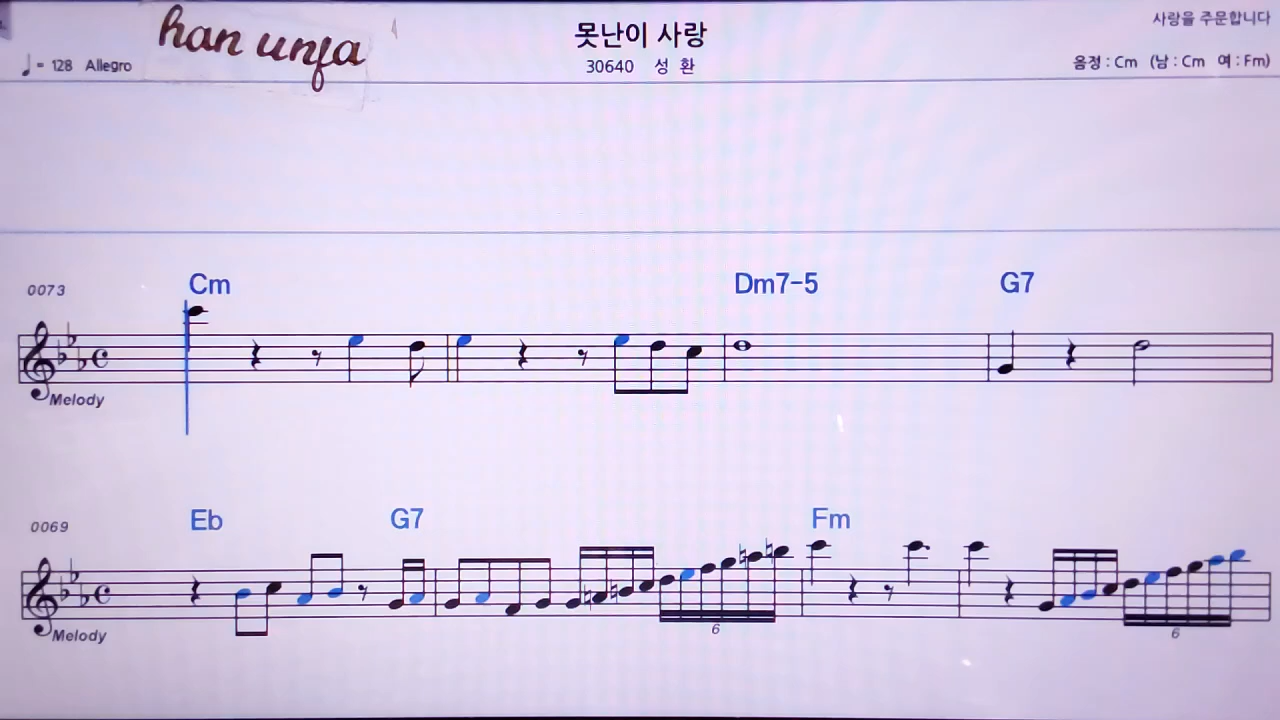 han unfa
못난이 사랑
사랑을 주문합니다
♩ = 128 Allegro
30640 성 환
음정 : Cm (남 : Cm 여 : Fm)
0073
Cm
Dm7-5
G7
Melody
0069
Eb
G7
Fm
Melody
6
6